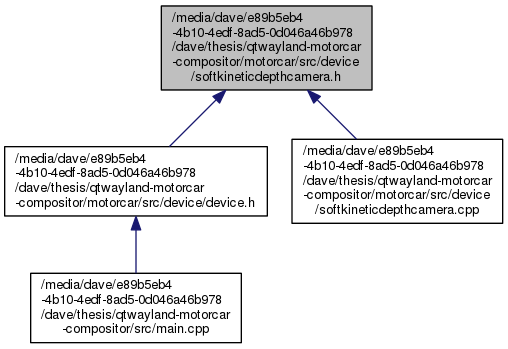 /media/dave/e89b5eb4
-4b10-4edf-8ad5-0d046a46b978
/dave/thesis/qtwayland-motorcar
-compositor/motorcar/src/device
/softkineticdepthcamera.h
/media/dave/e89b5eb4
-4b10-4edf-8ad5-0d046a46b978
/dave/thesis/qtwayland-motorcar
-compositor/motorcar/src/device/device.h
/media/dave/e89b5eb4
-4b10-4edf-8ad5-0d046a46b978
/dave/thesis/qtwayland-motorcar
-compositor/motorcar/src/device
/softkineticdepthcamera.cpp
/media/dave/e89b5eb4
-4b10-4edf-8ad5-0d046a46b978
/dave/thesis/qtwayland-motorcar
-compositor/src/main.cpp